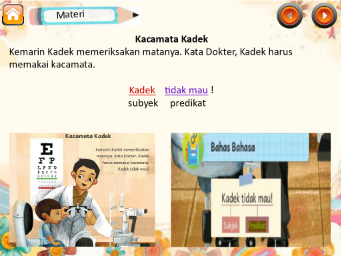 Materi
Kacamata Kadek
Kemarin Kadek memeriksakan matanya. Kata Dokter, Kadek harus
memakai kacamata.
Kadek tidak mau !
subyek predikat
Kacamata Kadek
Kemarin Kadek memeriksakan
matanya. Kata Dokter, Kadek
harus memakai kacamata.
Kadek tidak mau!
E
F P
Bahas Bahasa
Kadek tidak mau!
Subjek Predikat